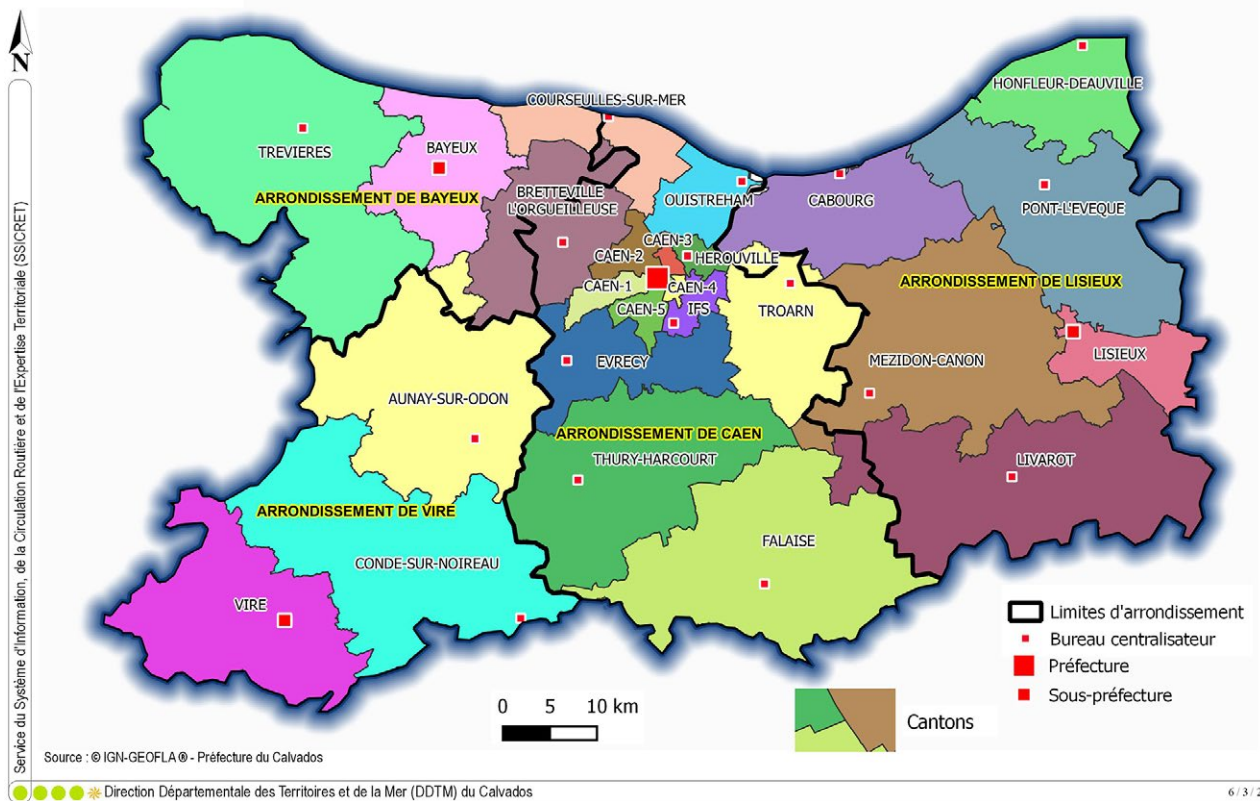 N
Service du Système d'Information, de la Circulation Routière et de l'Expertise Territoriale (SSICRET)
HONFLEUR-DEAUVILLE
COURSEULLES-SUR-MER
TREVIERES
BAYEUX
ARRONDISSEMENT DE BAYEUX
BRETTEVILLE
L'ORGUEILLEUSE
OUISTREHAM
CABOURG
PONT-L'EVEQUE
CAEN-3
CAEN-2
HEROUVILLE
CAEN-1
CAEN-4
CAEN-5
IFS
TROARN
ARRONDISSEMENT DE LISIEUX
LISIEUX
EVRECY
MEZIDON-CANON
AUNAY-SUR-ODON
ARRONDISSEMENT DE CAEN
THURY-HARCOURT
LIVAROT
ARRONDISSEMENT DE VIRE
CONDE-SUR-NOIREAU
FALAISE
VIRE
Limites d'arrondissement
Bureau centralisateur
Préfecture
Sous-préfecture
Cantons
0 5 10 km
Source : © IGN-GEOFLA ® - Préfecture du Calvados
Direction Départementale des Territoires et de la Mer (DDTM) du Calvados
6 / 3 /